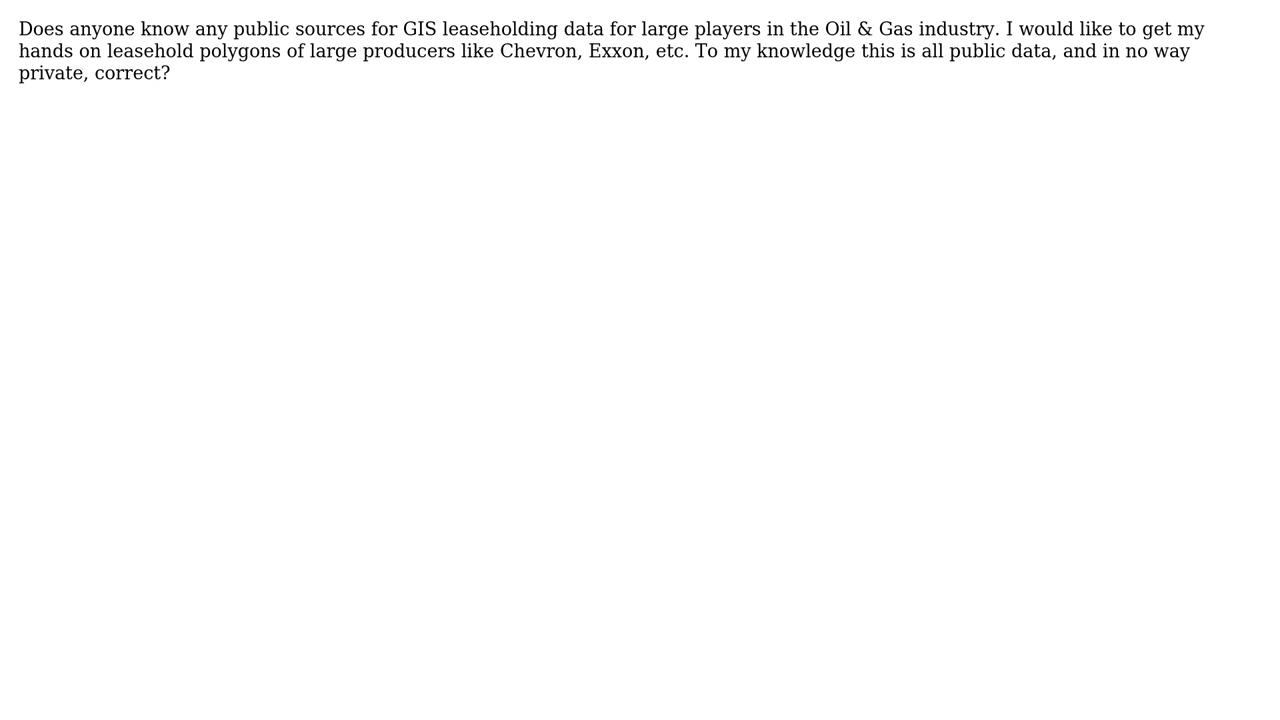 Does anyone know any public sources for GIS leaseholding data for large players in the Oil & Gas industry. I would like to get my
hands on leasehold polygons of large producers like Chevron, Exxon, etc. To my knowledge this is all public data, and in no way
private, correct?